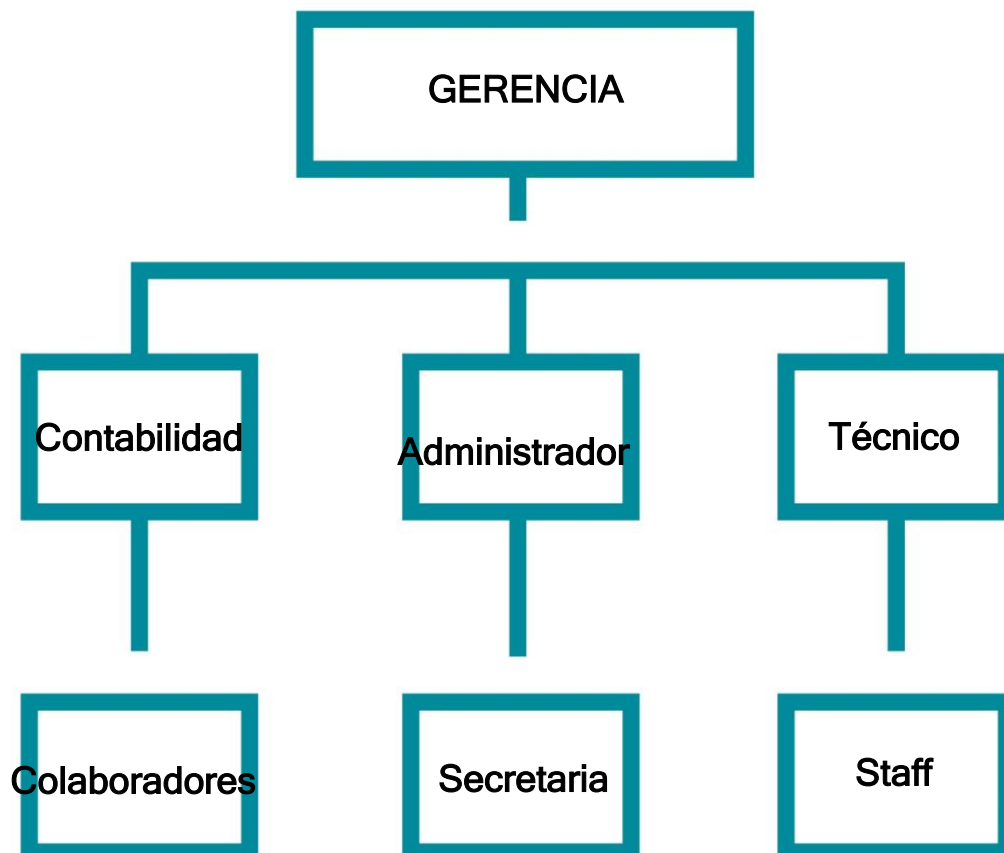 GERENCIA
Contabilidad
Administrador
Técnico
Colaboradores
Secretaria
Staff